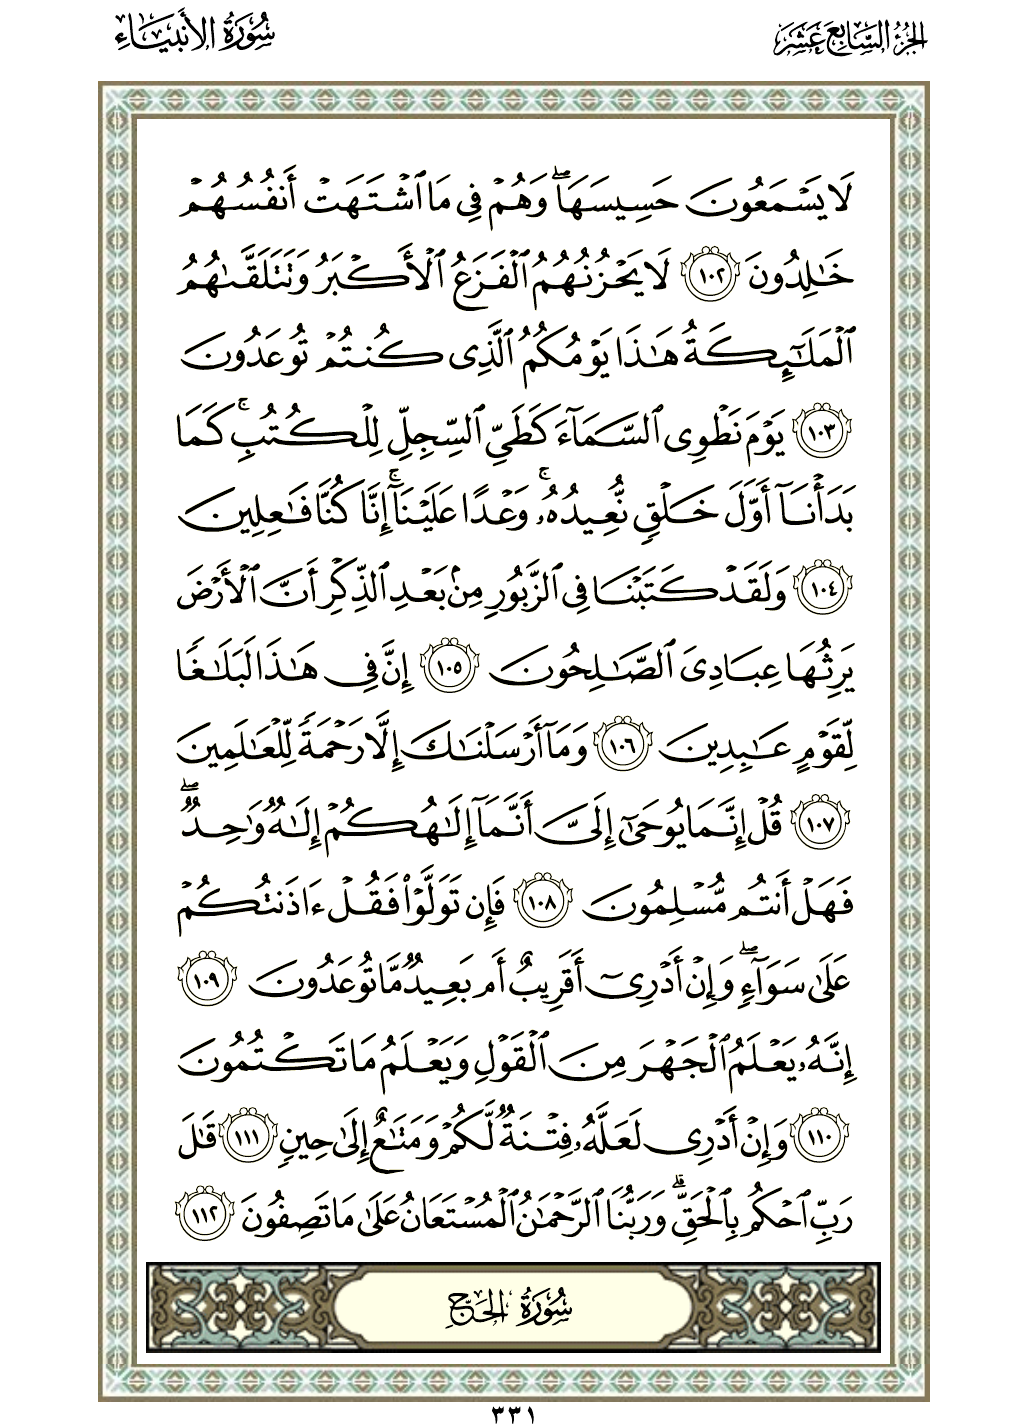 الجزء السابع عشر
سورة الأنبياء
لَا يَسْمَعُونَ حَسِيسَهَا ۖ وَهُمْ فِي مَا ٱشْتَهَتْ أَنفُسُهُمْ
خَـٰلِدُونَ ١٠٢ لَا يَحْزُنُهُمُ ٱلْفَزَعُ ٱلْأَكْبَرُ وَتَتَلَقَّىٰهُمُ
ٱلْمَلَـٰٓئِكَةُ هَـٰذَا يَوْمُكُمُ ٱلَّذِى كُنتُمْ تُوعَدُونَ
١٠٣ يَوْمَ نَطْوِى ٱلسَّمَآءَ كَطَىِّ ٱلسِّجِلِّ لِلْكُتُبِ ۚ كَمَا
بَدَأْنَآ أَوَّلَ خَلْقٍ نُّعِيدُهُۥ ۚ وَعْدًا عَلَيْنَآ ۚ إِنَّا كُنَّا فَـٰعِلِينَ
١٠٤ وَلَقَدْ كَتَبْنَا فِى ٱلزَّبُورِ مِنۢ بَعْدِ ٱلذِّكْرِ أَنَّ ٱلْأَرْضَ
يَرِثُهَا عِبَادِىَ ٱلصَّـٰلِحُونَ ١٠٥ إِنَّ فِى هَـٰذَا لَبَلَـٰغًا
لِّقَوْمٍ عَـٰبِدِينَ ١٠٦ وَمَآ أَرْسَلْنَـٰكَ إِلَّا رَحْمَةً لِّلْعَـٰلَمِينَ
١٠٧ قُلْ إِنَّمَا يُوحَىٰٓ إِلَىَّ أَنَّمَآ إِلَـٰهُكُمْ إِلَـٰهٌ وَٰحِدٌ ۖ
فَهَلْ أَنتُم مُّسْلِمُونَ ١٠٨ فَإِن تَوَلَّوْا۟ فَقُلْ ءَاذَنتُكُمْ
عَلَىٰ سَوَآءٍ ۖ وَإِنْ أَدْرِىٓ أَقَرِيبٌ أَم بَعِيدٌ مَّا تُوعَدُونَ ١٠٩
إِنَّهُۥ يَعْلَمُ ٱلْجَهْرَ مِنَ ٱلْقَوْلِ وَيَعْلَمُ مَا تَكْتُمُونَ
١١٠ وَإِنْ أَدْرِى لَعَلَّهُۥ فِتْنَةٌ لَّكُمْ وَمَتَـٰعٌ إِلَىٰ حِينٍ ١١١ قَـٰلَ
رَبِّ ٱحْكُم بِٱلْحَقِّ ۗ وَرَبُّنَا ٱلرَّحْمَـٰنُ ٱلْمُسْتَعَانُ عَلَىٰ مَا تَصِفُونَ ١١٢
سورة الحج
٣٣١